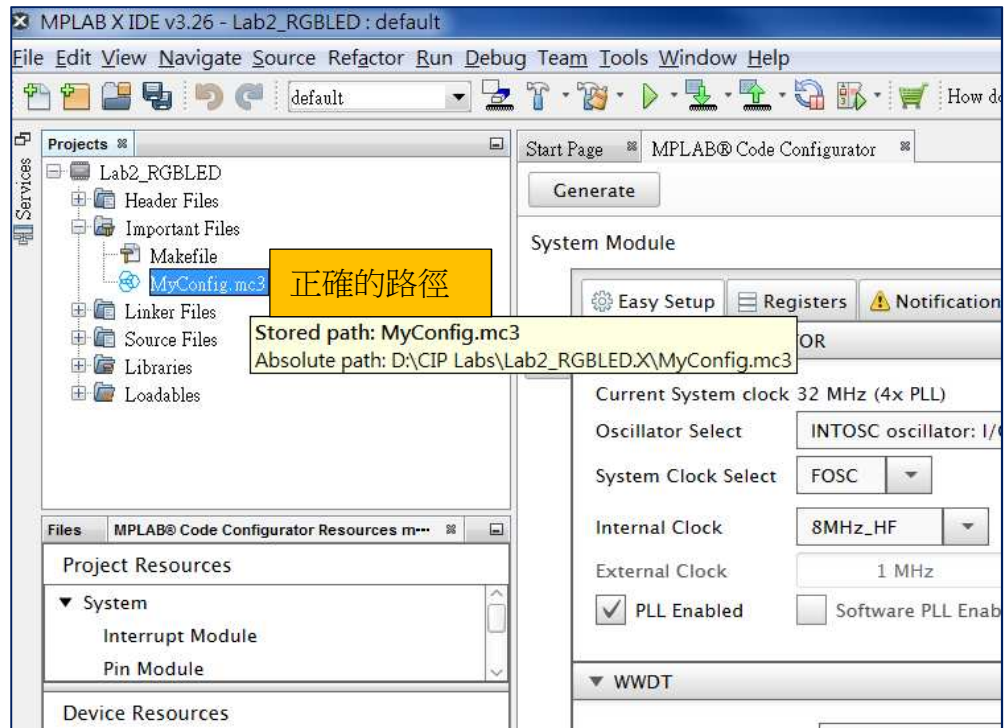 MPLAB X IDE v3.26 - Lab2_RGBLED : default
File Edit View Navigate Source Refactor Run Debug Team Tools Window Help
default
How do
Services
Projects
Lab2_RGBLED
Header Files
Important Files
Makefile
MyConfig.mc3
Linker Files
Source Files
Libraries
Loadables
正確的路徑
Stored path: MyConfig.mc3
Absolute path: D:\CIP Labs\Lab2_RGBLED.X\MyConfig.mc3
Files MPLAB® Code Configurator Resources m···
Project Resources
▼ System
Interrupt Module
Pin Module
Device Resources
Start Page MPLAB® Code Configurator
Generate
System Module
Easy Setup Registers Notification
OR
Current System clock 32 MHz (4x PLL)
Oscillator Select INTOSC oscillator: I/
System Clock Select FOSC
Internal Clock 8MHz_HF
External Clock 1 MHz
PLL Enabled Software PLL Enab
▼ WWDT